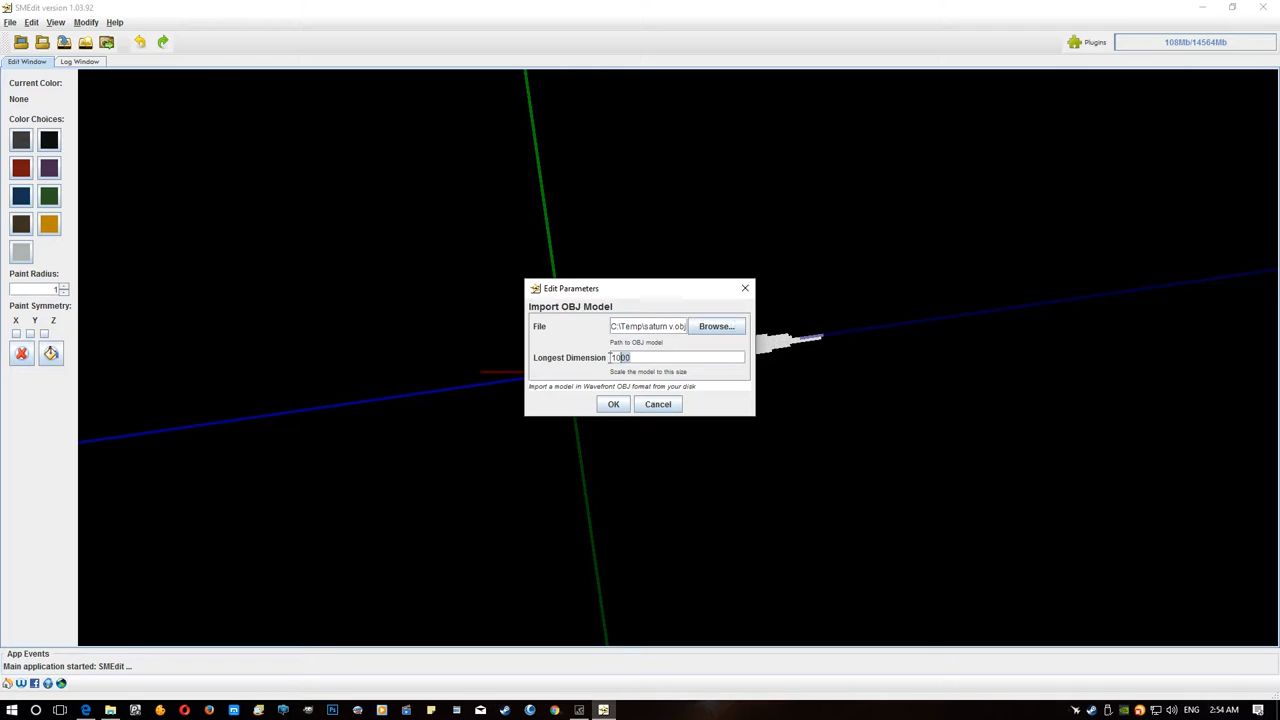 SMEdit version 1.03.92
File Edit View Modify Help
Plugins 108Mb/14564Mb
Edit Window Log Window
Current Color:
None
Color Choices:
Paint Radius:
1
Paint Symmetry:
X Y Z
Edit Parameters
Import OBJ Model
File C:\Temp\saturn v.obj Browse...
Path to OBJ model
Longest Dimension 1000
Scale the model to this size
Import a model in Wavefront OBJ format from your disk
OK Cancel
App Events
Main application started: SMEdit ...
2:54 AM